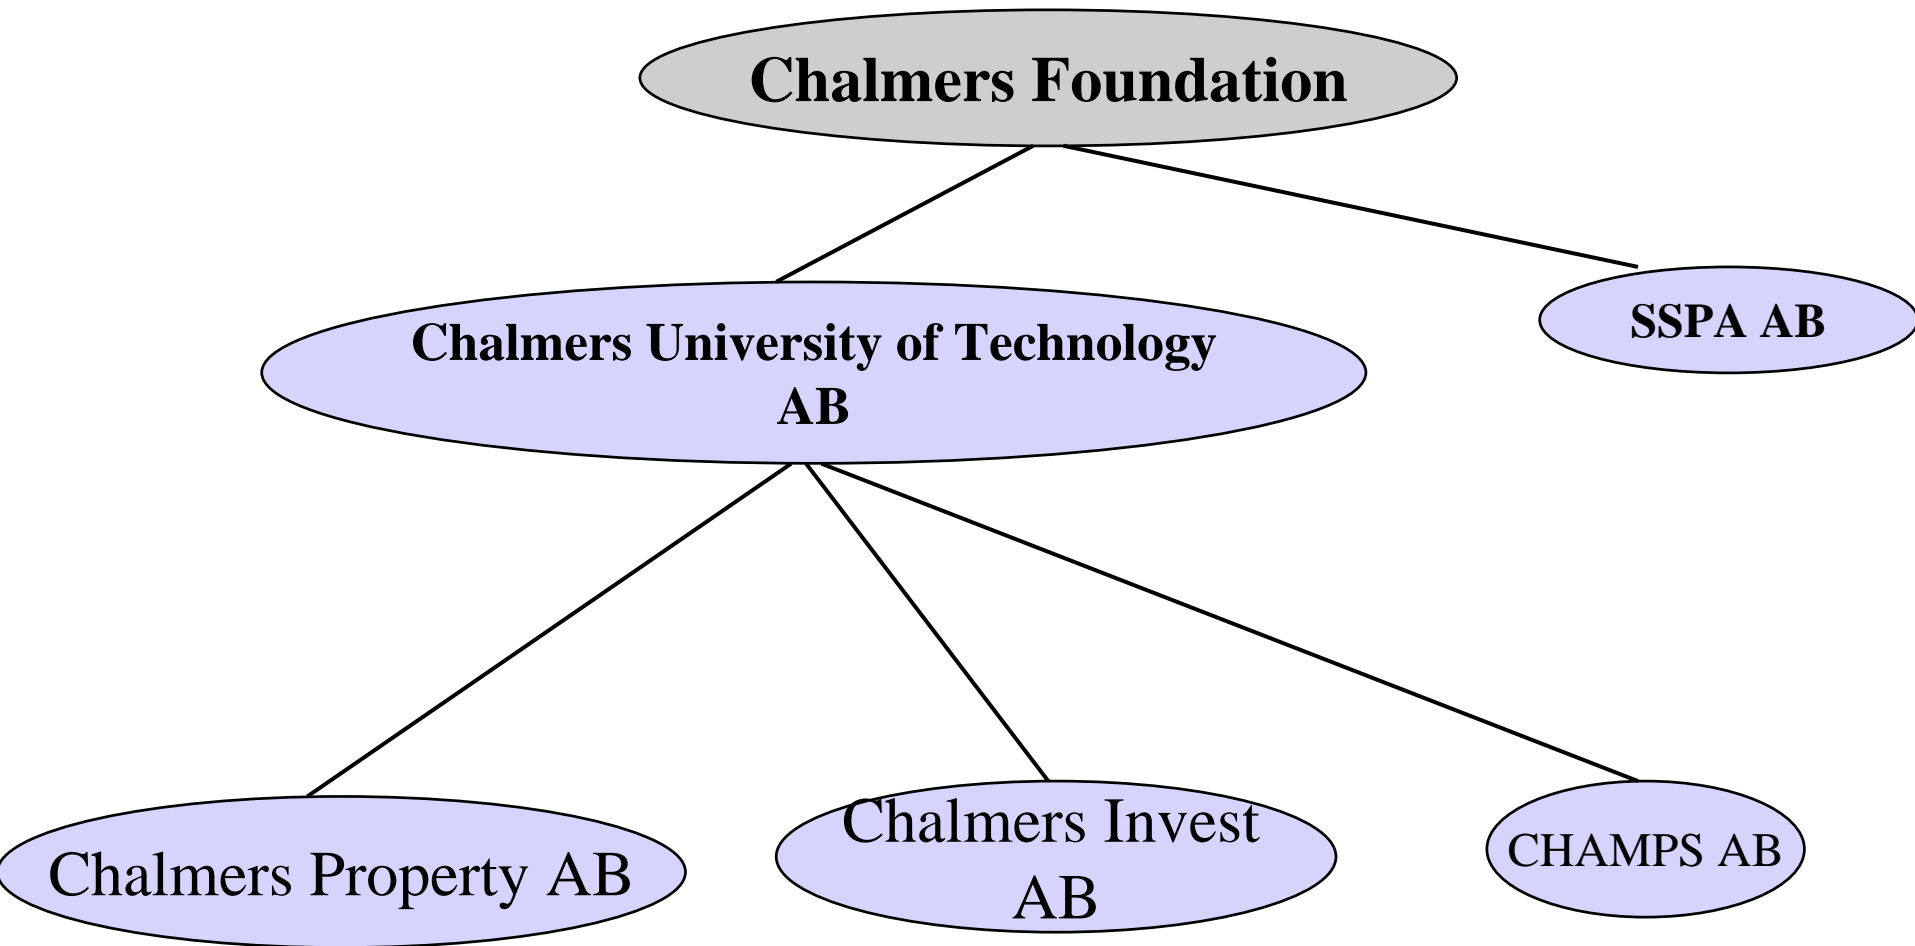 Chalmers Foundation
Chalmers University of Technology
AB
SSPA AB
Chalmers Property AB
Chalmers Invest
AB
CHAMPS AB